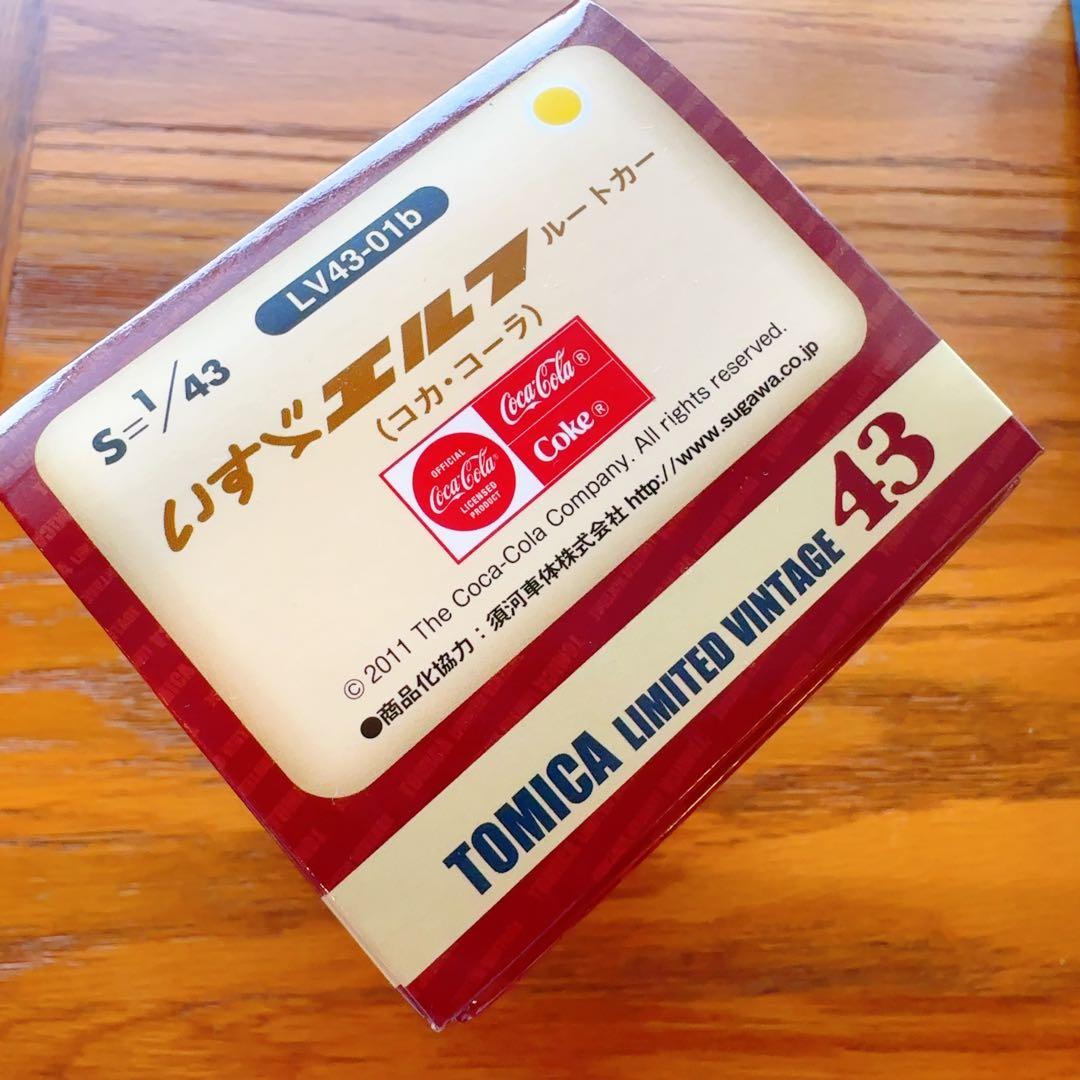 LV43-01b
S=1/43
いすゞエルフ ルートカー
(コカ・コーラ)
OFFICIAL
Coca-Cola®
LICENSED
PRODUCT
Coca-Cola®
Coke®
© 2011 The Coca-Cola Company. All rights reserved.
●商品化協力:須河車体株式会社 http://www.sugawa.co.jp
TOMICA LIMITED VINTAGE 43